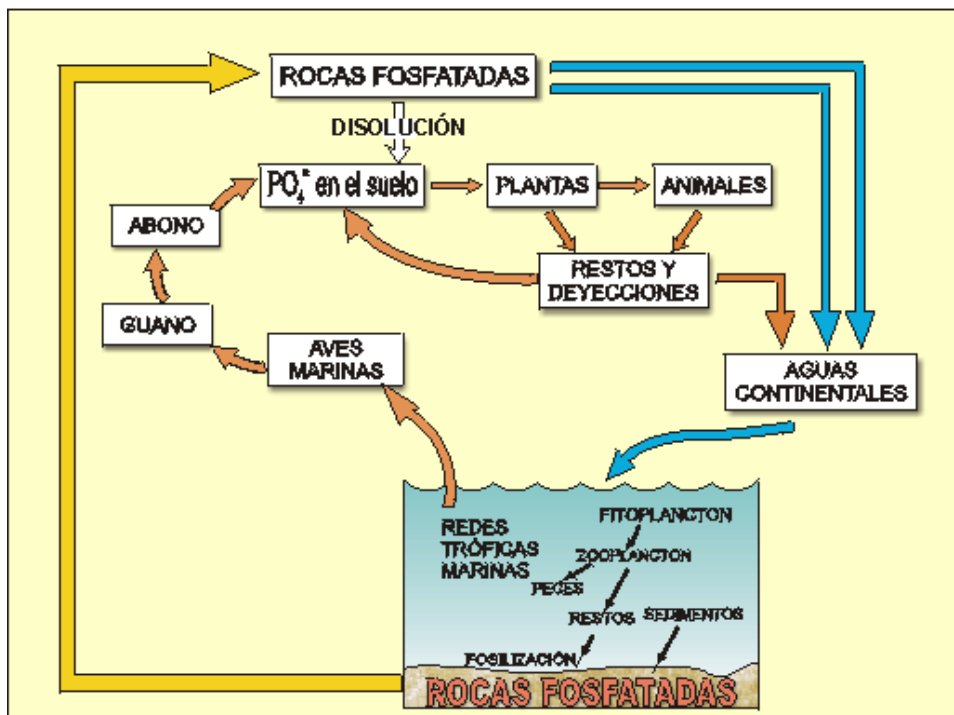 ROCAS FOSFATADAS
DISOLUCIÓN
PO₄⁼ en el suelo
PLANTAS
ANIMALES
ABONO
RESTOS Y
DEYECCIONES
GUANO
AVES
MARINAS
AGUAS
CONTINENTALES
REDES
TRÓFICAS
MARINAS
FITOPLANCTON
ZOOPLANCTON
PECES
RESTOS
SEDIMENTOS
FOSILIZACIÓN
ROCAS FOSFATADAS